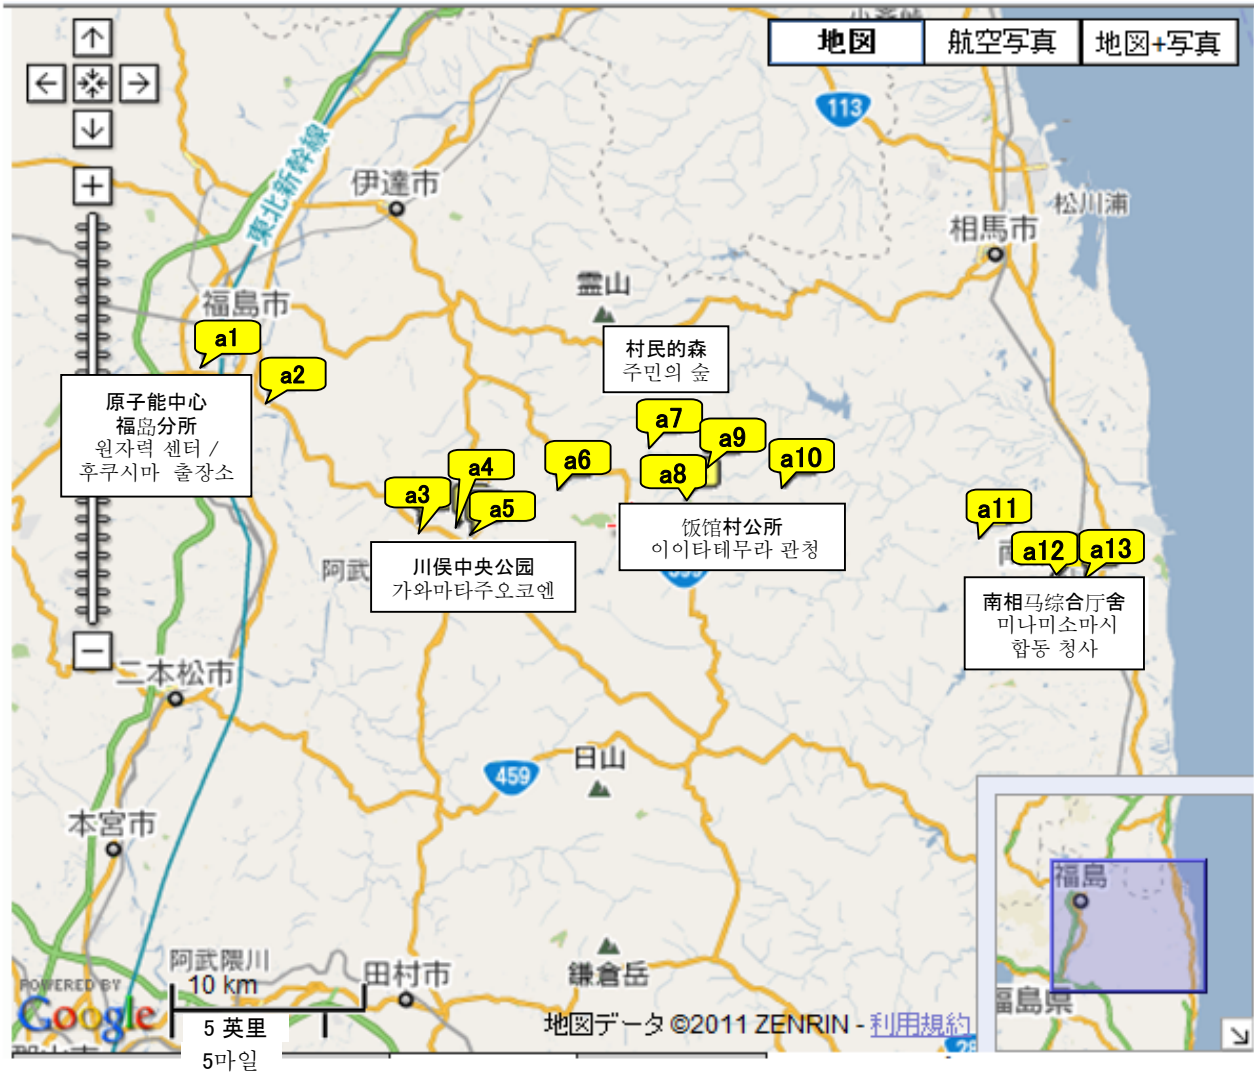 地図
航空写真
地図+写真
113
東北新幹線
伊達市
松川浦
相馬市
霊山
福島市
a1
村民的森
주민의 숲
a2
原子能中心
福岛分所
원자력 센터 /
후쿠시마 출장소
a7
a9
a4
a6
a8
a10
a3
a5
a11
饭馆村公所
이이타테무라 관청
a12
a13
阿武
川俣中央公园
가와마타주오코엔
南相马综合厅舍
미나미소마시
합동 청사
二本松市
459
日山
本宮市
福島
阿武隈川
10 km
田村市
鎌倉岳
福島県
POWERED BY
Google
5 英里
5마일
地図データ ©2011 ZENRIN - 利用規約